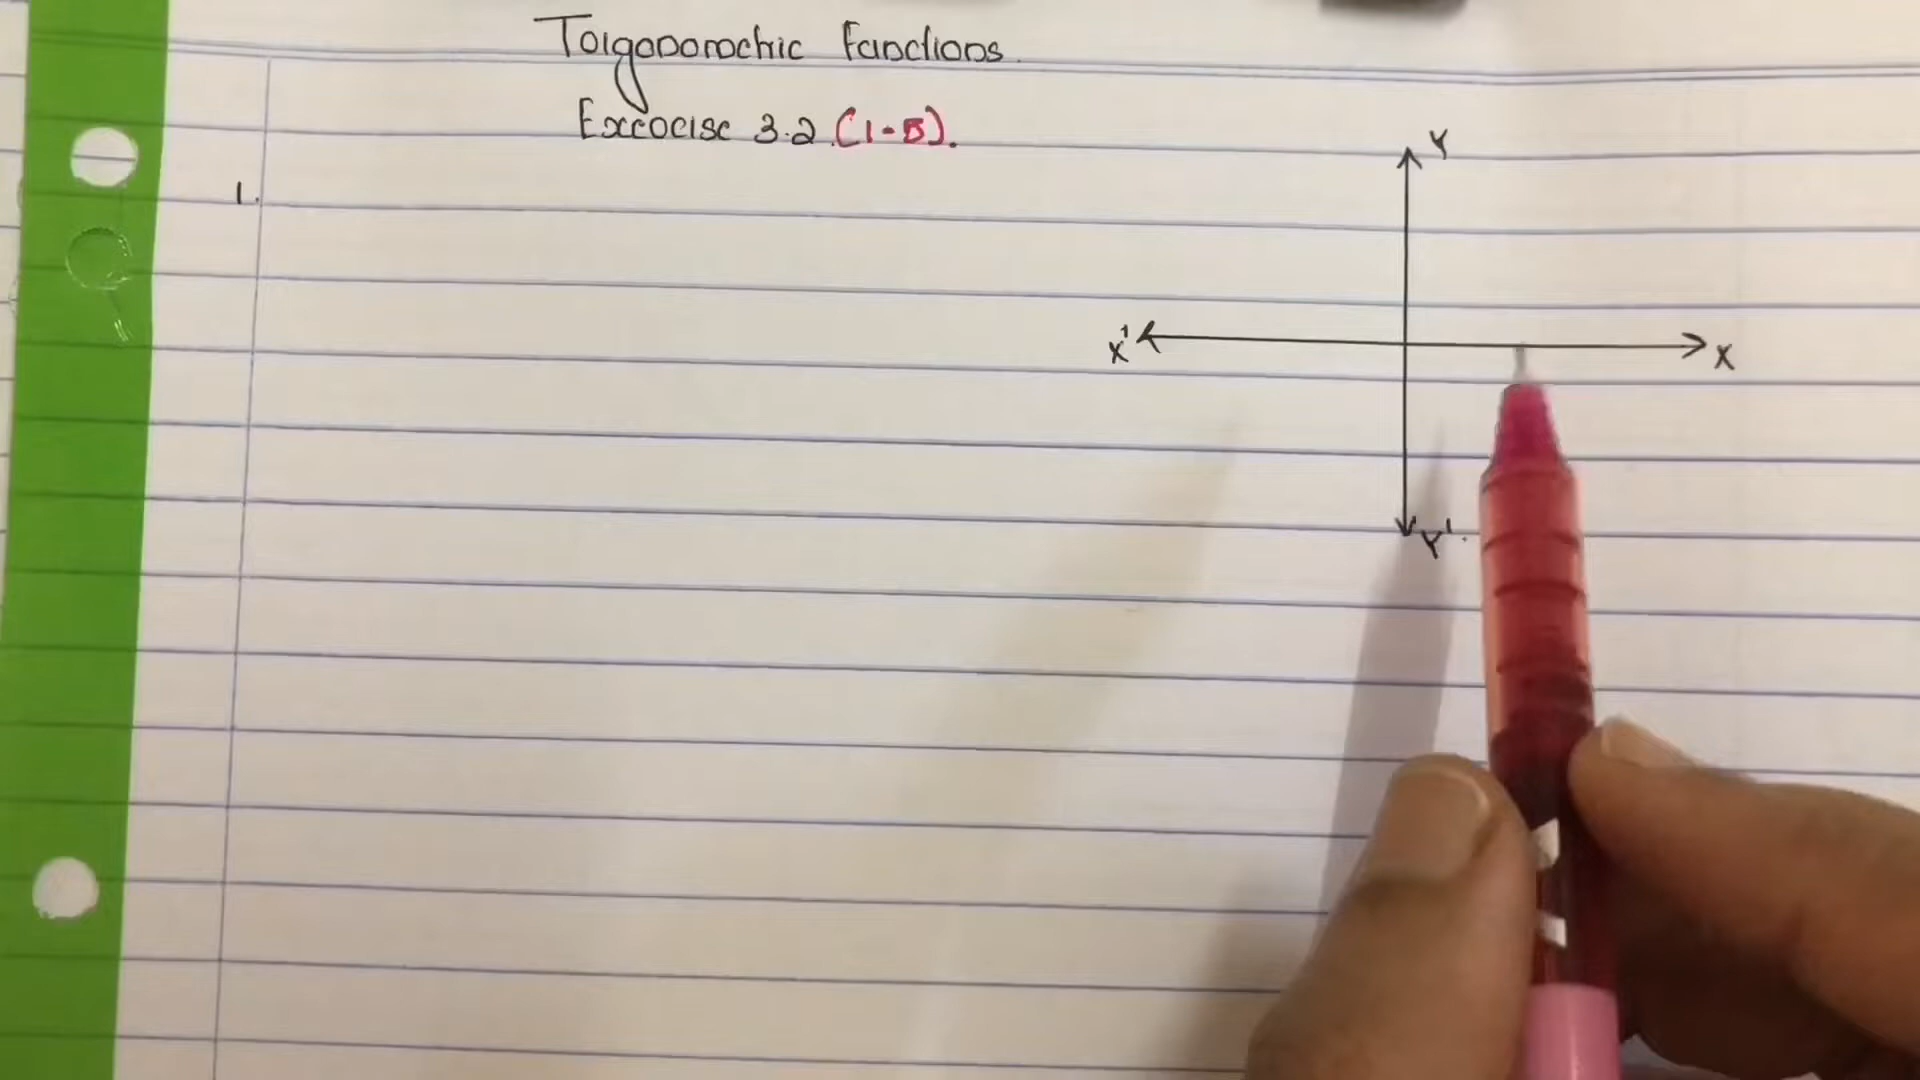 Trigonometric Functions.
Exercise 3.2 (1-5).
1.
Y
X' X
Y'.